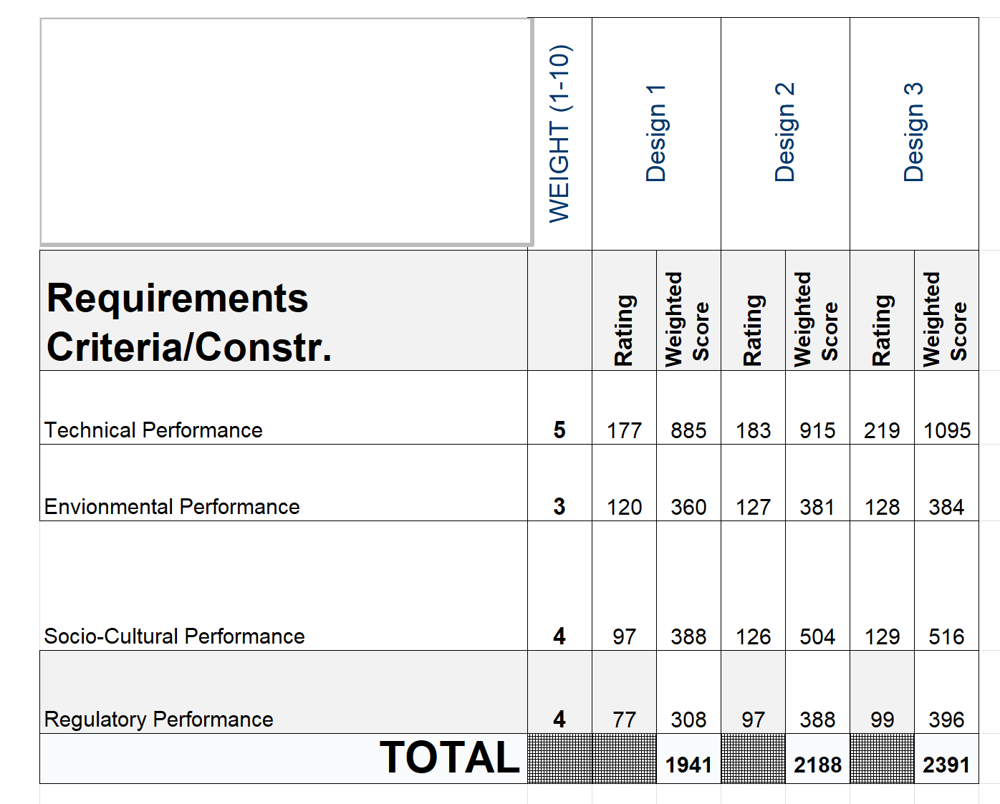 WEIGHT (1-10)
Design 1
Design 2
Design 3
Requirements
Criteria/Constr.
Rating
Weighted
Score
Rating
Weighted
Score
Rating
Weighted
Score
Technical Performance 5 177 885 183 915 219 1095
Envionmental Performance 3 120 360 127 381 128 384
Socio-Cultural Performance 4 97 388 126 504 129 516
Regulatory Performance 4 77 308 97 388 99 396
TOTAL 1941 2188 2391